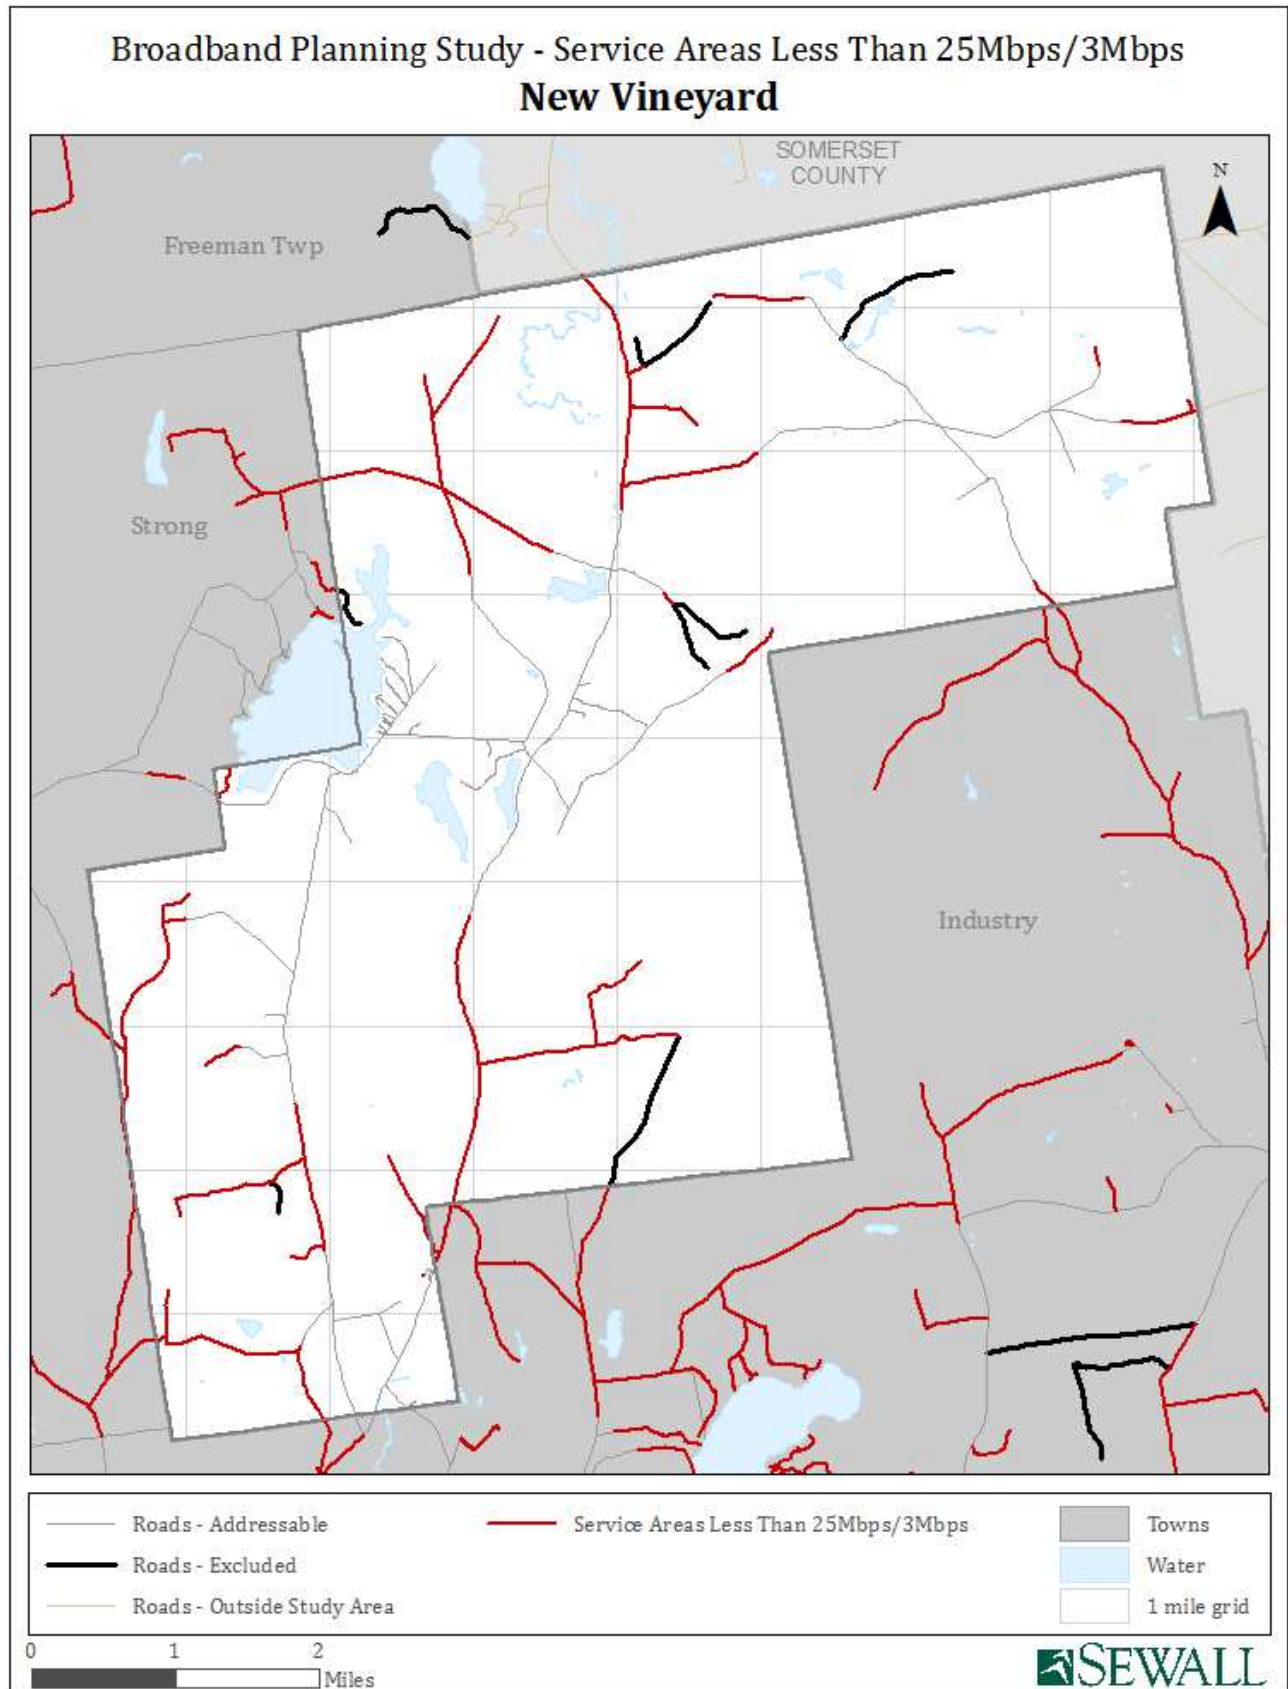 Broadband Planning Study - Service Areas Less Than 25Mbps/3Mbps
New Vineyard
SOMERSET
COUNTY
N
Freeman Twp
Strong
Industry
Roads - Addressable
Service Areas Less Than 25Mbps/3Mbps
Towns
Roads - Excluded
Water
Roads - Outside Study Area
1 mile grid
0 1 2
Miles
SEWALL